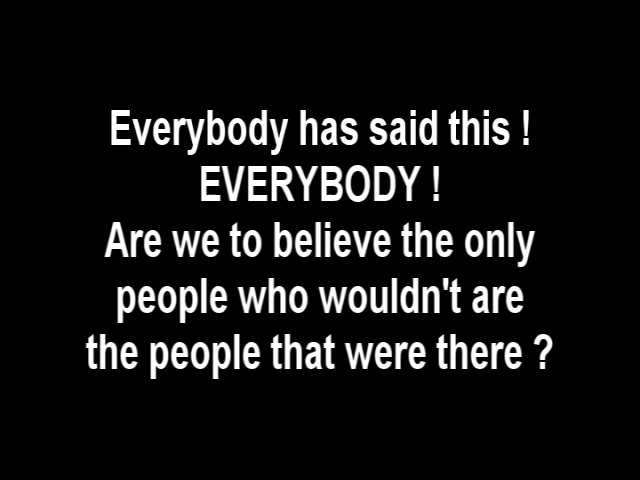 Everybody has said this !
EVERYBODY !
Are we to believe the only
people who wouldn't are
the people that were there ?